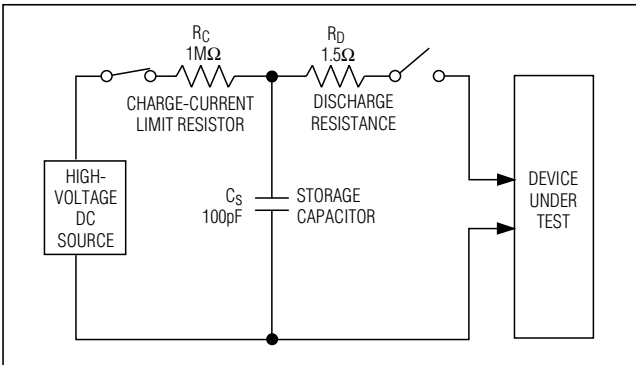 R_C
1MΩ
CHARGE-CURRENT
LIMIT RESISTOR
R_D
1.5Ω
DISCHARGE
RESISTANCE
HIGH-
VOLTAGE
DC
SOURCE
C_S
100pF
STORAGE
CAPACITOR
DEVICE
UNDER
TEST